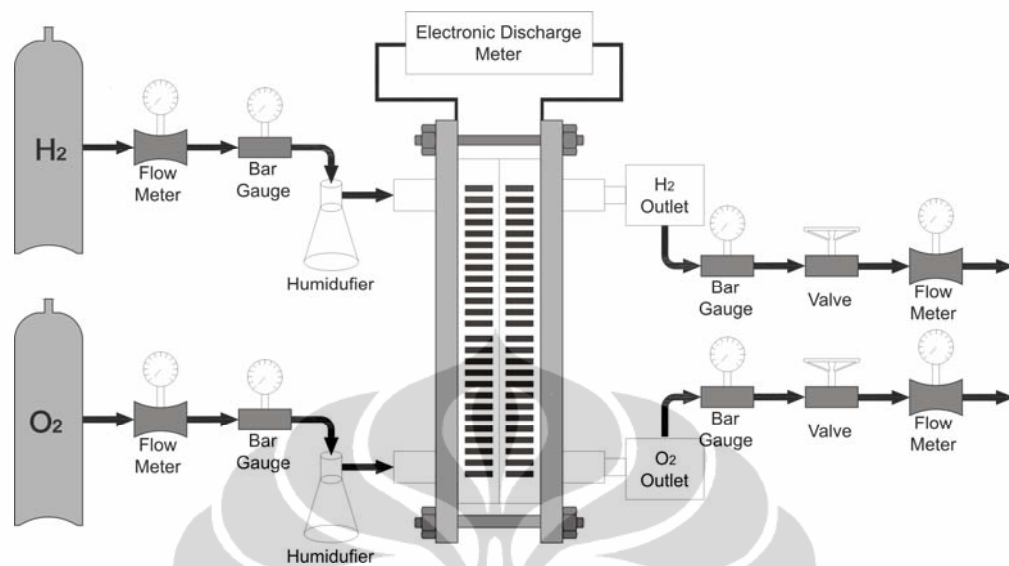 Electronic Discharge
Meter
H2
Flow
Meter
Bar
Gauge
Humidufier
H2
Outlet
Bar
Gauge
Valve
Flow
Meter
O2
Flow
Meter
Bar
Gauge
Humidufier
O2
Outlet
Bar
Gauge
Valve
Flow
Meter